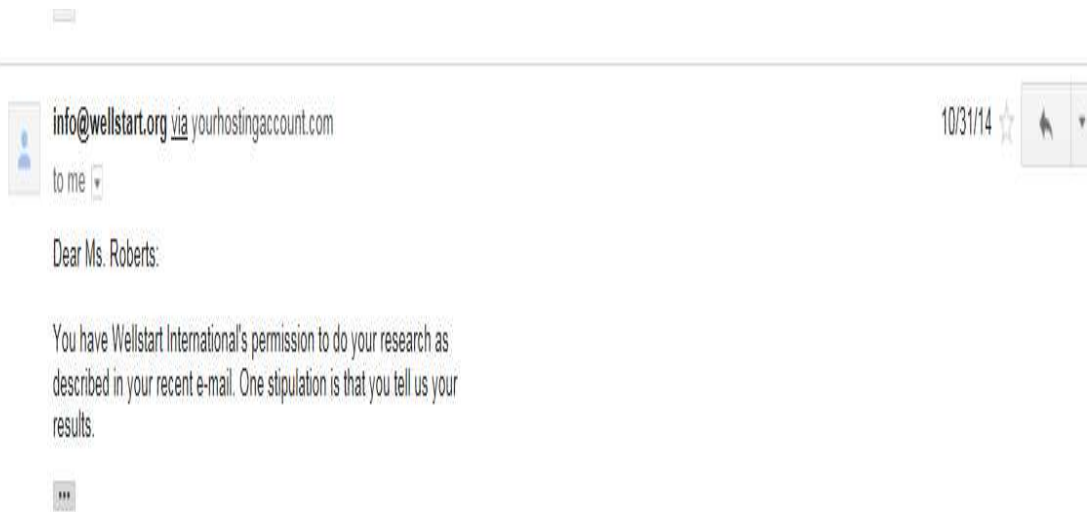 info@wellstart.org via yourhostingaccount.com
10/31/14
to me
Dear Ms. Roberts:
You have Wellstart International's permission to do your research as
described in your recent e-mail. One stipulation is that you tell us your
results.